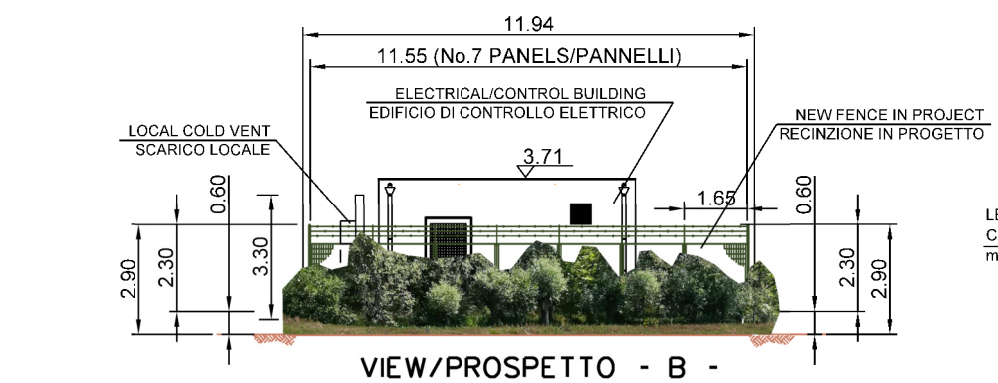 11.94
11.55 (No.7 PANELS/PANNELLI)
ELECTRICAL/CONTROL BUILDING
EDIFICIO DI CONTROLLO ELETTRICO
NEW FENCE IN PROJECT
RECINZIONE IN PROGETTO
LOCAL COLD VENT
SCARICO LOCALE
3.71
0.60
1.65
0.60
2.90
2.30
3.30
2.30
2.90
VIEW/PROSPETTO - B -